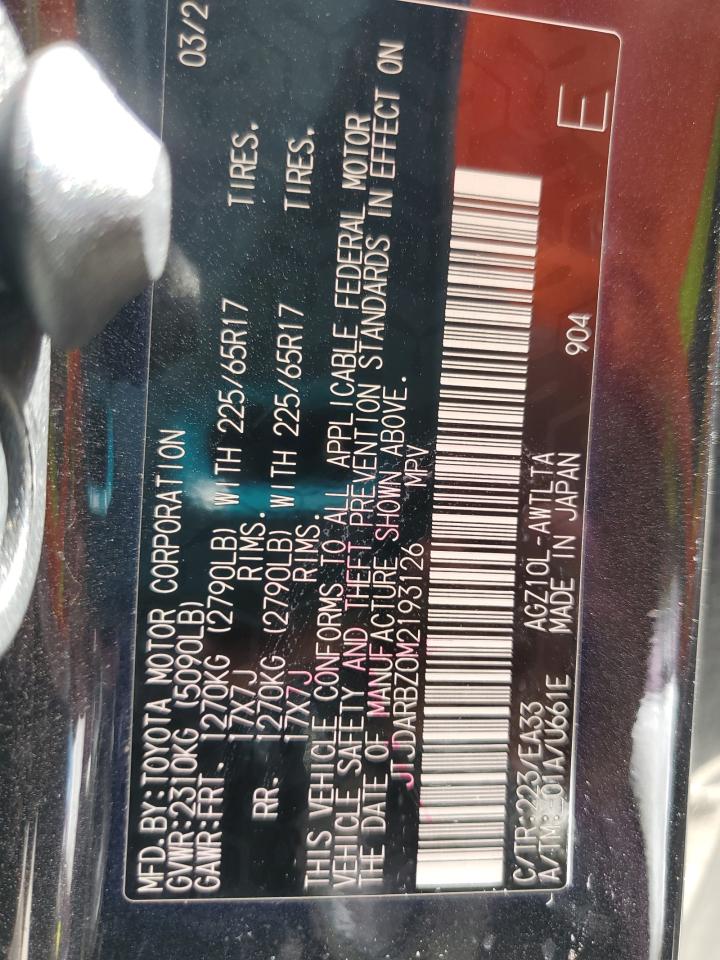 MFD.BY:TOYOTA MOTOR CORPORATION 03/2
GVWR:2310KG (5090LB)
GAWR:FRT. 1270KG (2790LB) WITH 225/65R17 TIRES.
17X7J RIMS.
RR. 1270KG (2790LB) WITH 225/65R17 TIRES.
17X7J RIMS.
THIS VEHICLE CONFORMS TO ALL APPLICABLE FEDERAL MOTOR
VEHICLE SAFETY AND THEFT PREVENTION STANDARDS IN EFFECT ON
THE DATE OF MANUFACTURE SHOWN ABOVE.
JTJDARBZ0M2193126 MPV
C/TR:223/EA33 AGZ10L-AWTLTA
A/TM:-01A/U661E MADE IN JAPAN 904
E